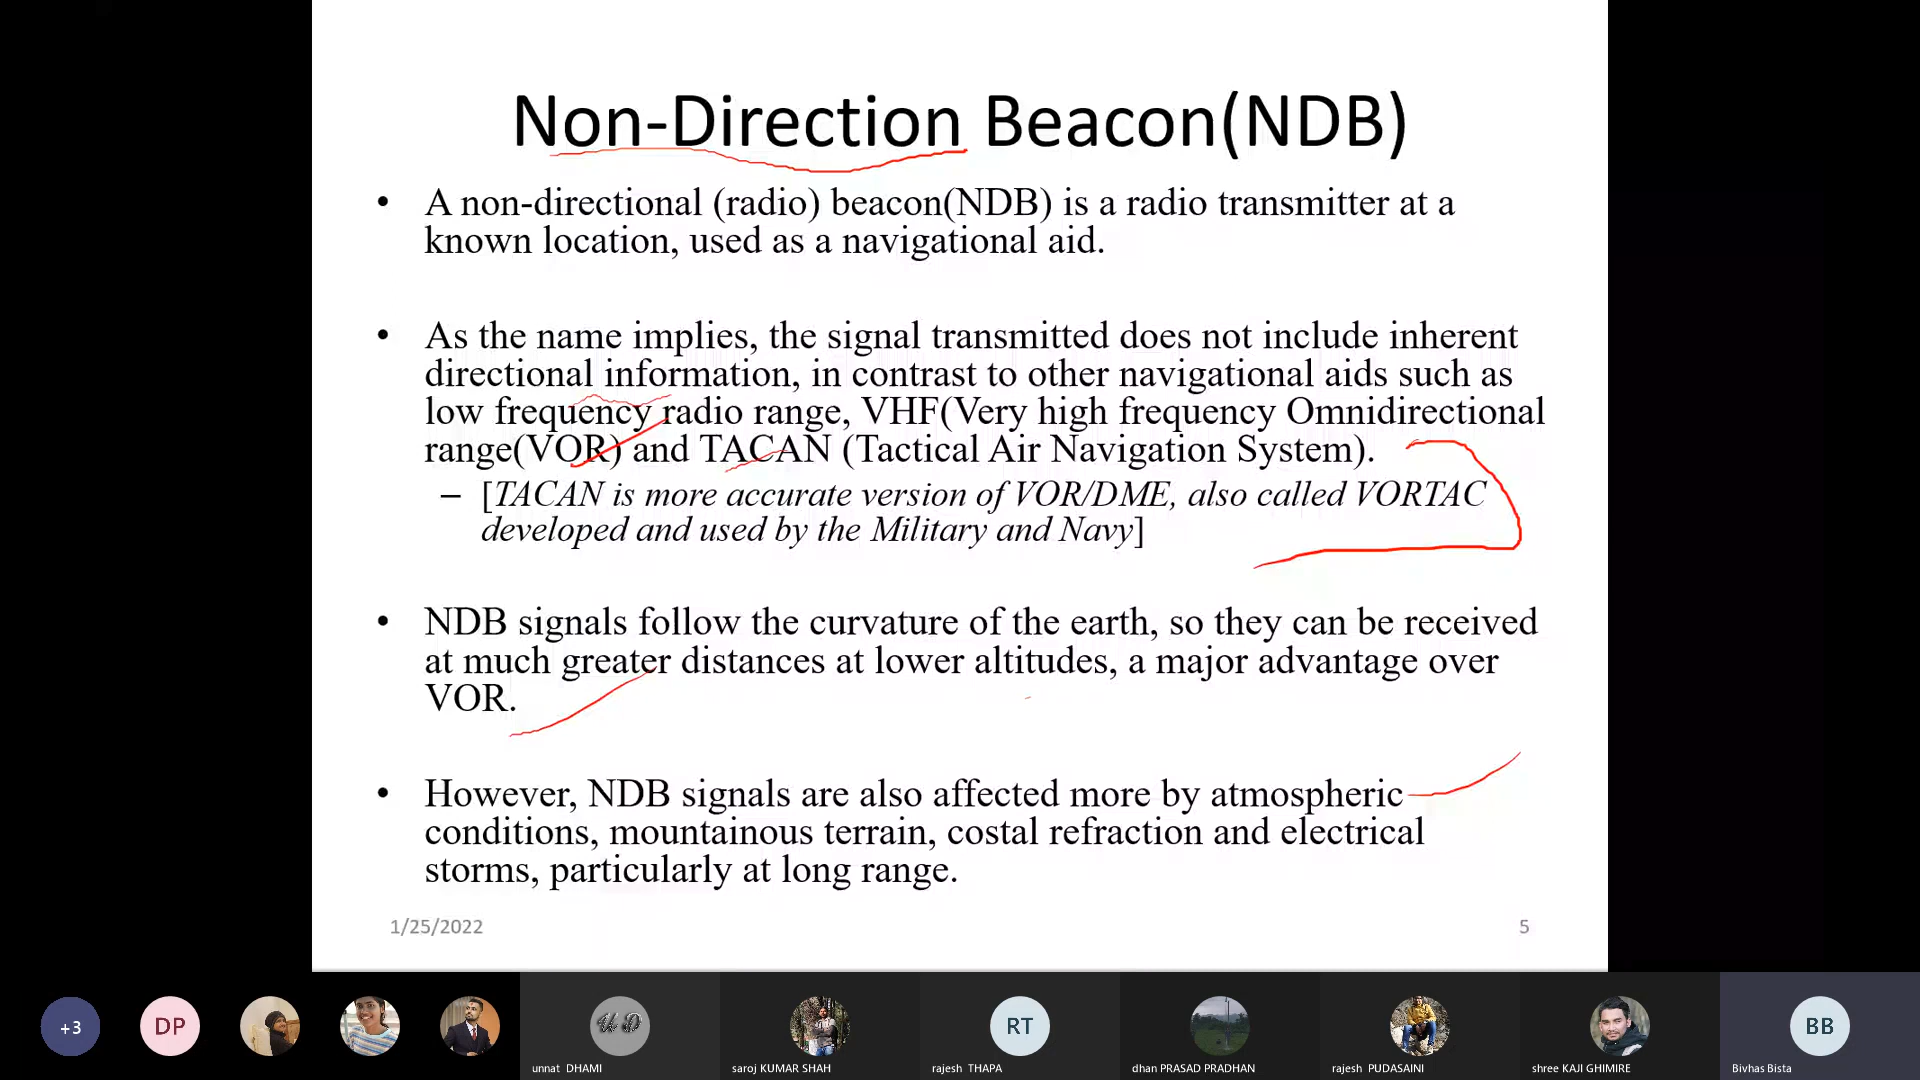 Non-Direction Beacon(NDB)
• A non-directional (radio) beacon(NDB) is a radio transmitter at a
known location, used as a navigational aid.
• As the name implies, the signal transmitted does not include inherent
directional information, in contrast to other navigational aids such as
low frequency radio range, VHF(Very high frequency Omnidirectional
range(VOR) and TACAN (Tactical Air Navigation System).
– [TACAN is more accurate version of VOR/DME, also called VORTAC
developed and used by the Military and Navy]
• NDB signals follow the curvature of the earth, so they can be received
at much greater distances at lower altitudes, a major advantage over
VOR.
• However, NDB signals are also affected more by atmospheric
conditions, mountainous terrain, costal refraction and electrical
storms, particularly at long range.
1/25/2022 5
+3 DP U D RT BB
unnat DHAMI saroj KUMAR SHAH rajesh THAPA dhan PRASAD PRADHAN rajesh PUDASAINI shree KAJI GHIMIRE Bivhas Bista